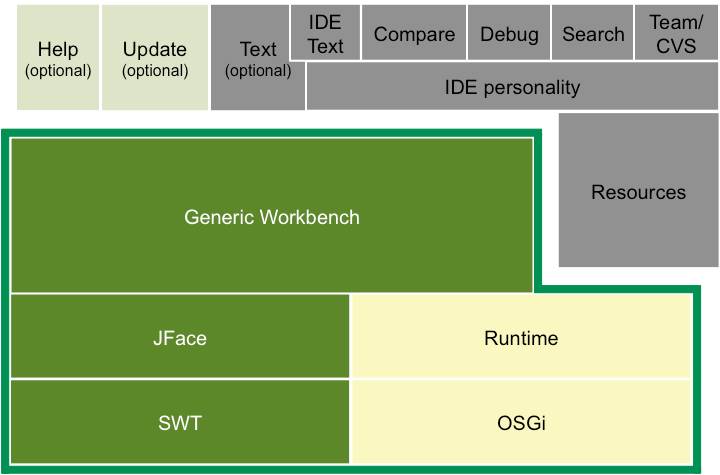 Help
(optional)
Update
(optional)
Text
(optional)
IDE
Text
Compare
Debug
Search
Team/
CVS
IDE personality
Resources
Generic Workbench
JFace
Runtime
SWT
OSGi